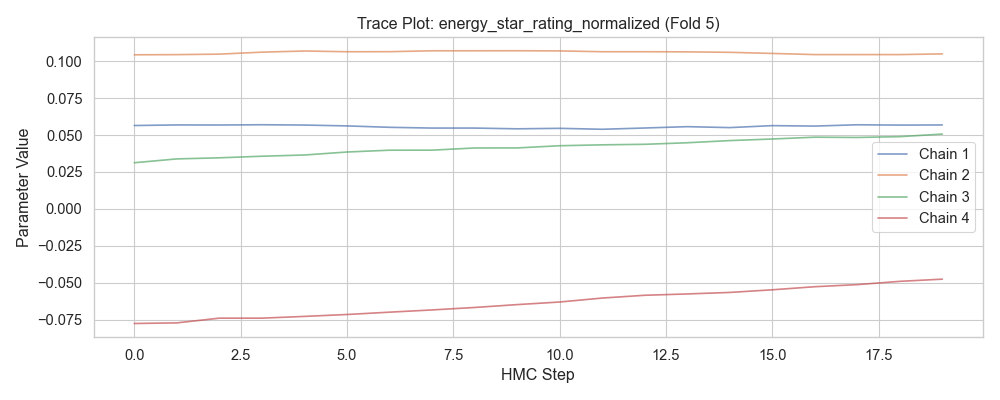 Trace Plot: energy_star_rating_normalized (Fold 5)
Parameter Value
0.100
0.075
0.050
0.025
0.000
−0.025
−0.050
−0.075
Chain 1
Chain 2
Chain 3
Chain 4
0.0 2.5 5.0 7.5 10.0 12.5 15.0 17.5
HMC Step